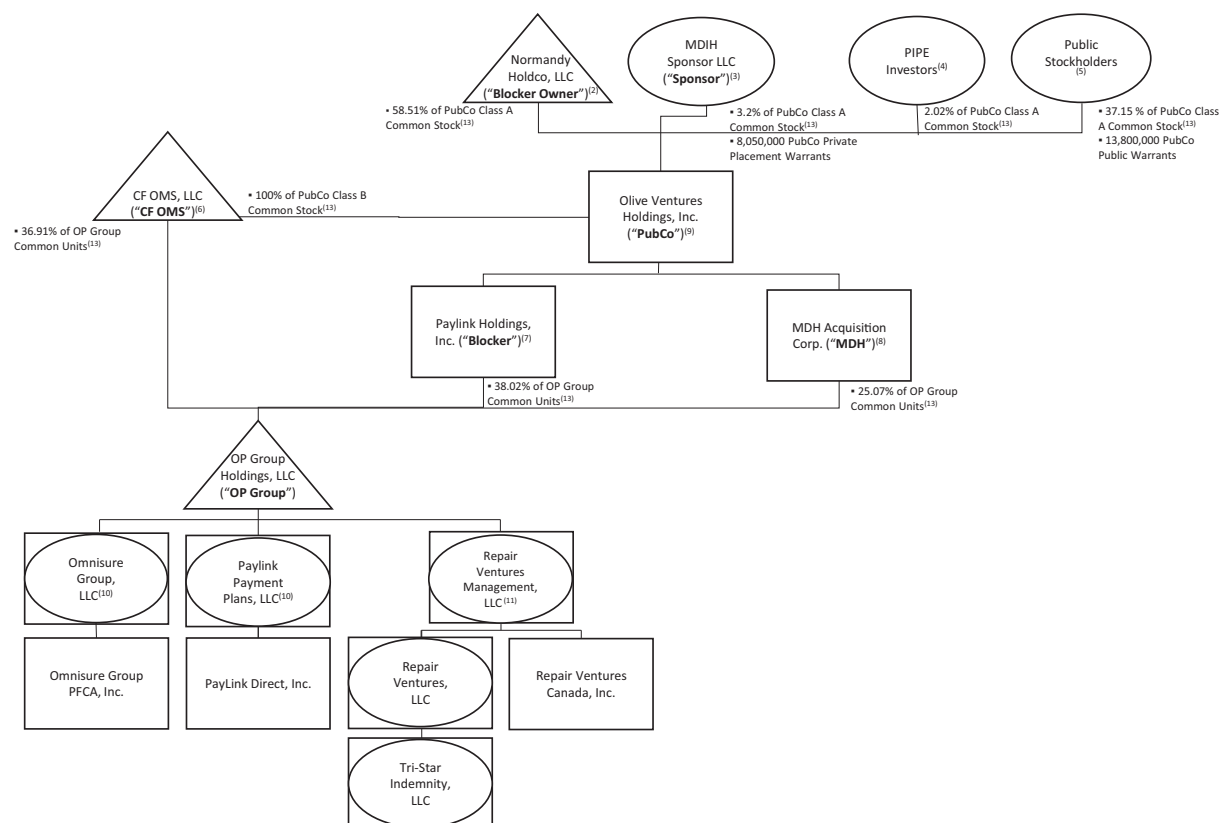 Normandy
Holdco, LLC
(“Blocker Owner”)(2)
MDIH
Sponsor LLC
(“Sponsor”)(3)
PIPE
Investors(4)
Public
Stockholders
(5)
▪ 58.51% of PubCo Class A
Common Stock(13)
▪ 3.2% of PubCo Class A
Common Stock(13)
▪ 8,050,000 PubCo Private
Placement Warrants
2.02% of PubCo Class A
Common Stock(13)
▪ 37.15 % of PubCo Class
A Common Stock(13)
▪ 13,800,000 PubCo
Public Warrants
CF OMS, LLC
(“CF OMS”)(6)
▪ 100% of PubCo Class B
Common Stock(13)
Olive Ventures
Holdings, Inc.
(“PubCo”)(9)
▪ 36.91% of OP Group
Common Units(13)
Paylink Holdings,
Inc. (“Blocker”)(7)
MDH Acquisition
Corp. (“MDH”)(8)
▪ 38.02% of OP Group
Common Units(13)
▪ 25.07% of OP Group
Common Units(13)
OP Group
Holdings, LLC
(“OP Group”)
Omnisure
Group,
LLC(10)
Paylink
Payment
Plans, LLC(10)
Repair
Ventures
Management,
LLC(11)
Omnisure Group
PFCA, Inc.
PayLink Direct, Inc.
Repair
Ventures,
LLC
Repair Ventures
Canada, Inc.
Tri-Star
Indemnity,
LLC